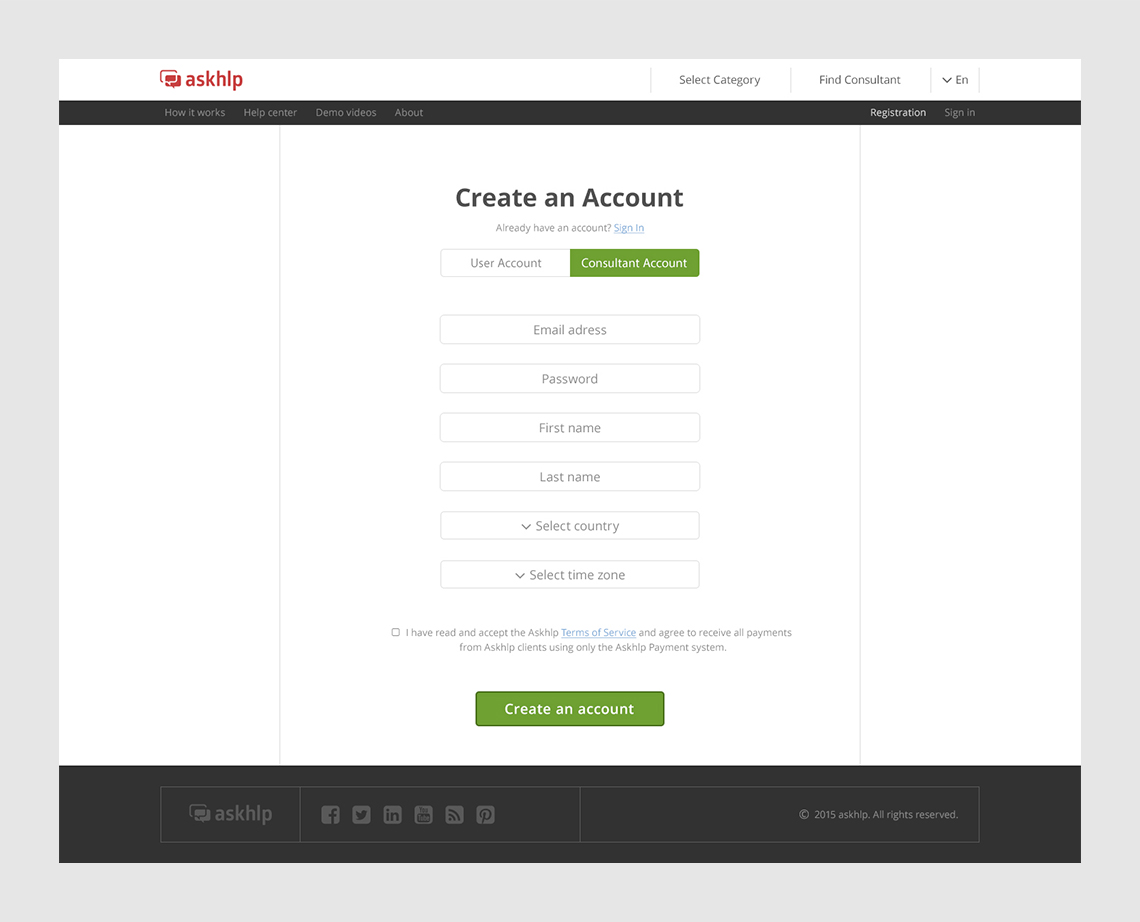 askhlp
Select Category
Find Consultant
En
How it works
Help center
Demo videos
About
Registration
Sign in
Create an Account
Already have an account? Sign In
User Account
Consultant Account
Email adress
Password
First name
Last name
Select country
Select time zone
I have read and accept the Askhlp Terms of Service and agree to receive all payments
from Askhlp clients using only the Askhlp Payment system.
Create an account
askhlp
You Tube
© 2015 askhlp. All rights reserved.